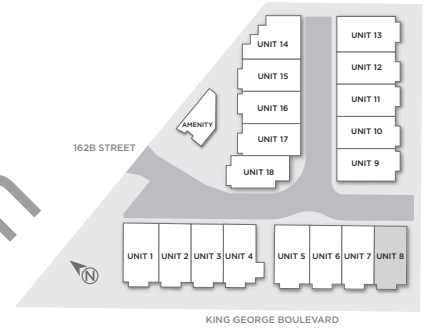 UNIT 13
UNIT 14
UNIT 12
UNIT 15
UNIT 11
UNIT 16
AMENITY
UNIT 10
UNIT 17
162B STREET
UNIT 9
UNIT 18
UNIT 1 UNIT 2 UNIT 3 UNIT 4 UNIT 5 UNIT 6 UNIT 7 UNIT 8
N
KING GEORGE BOULEVARD